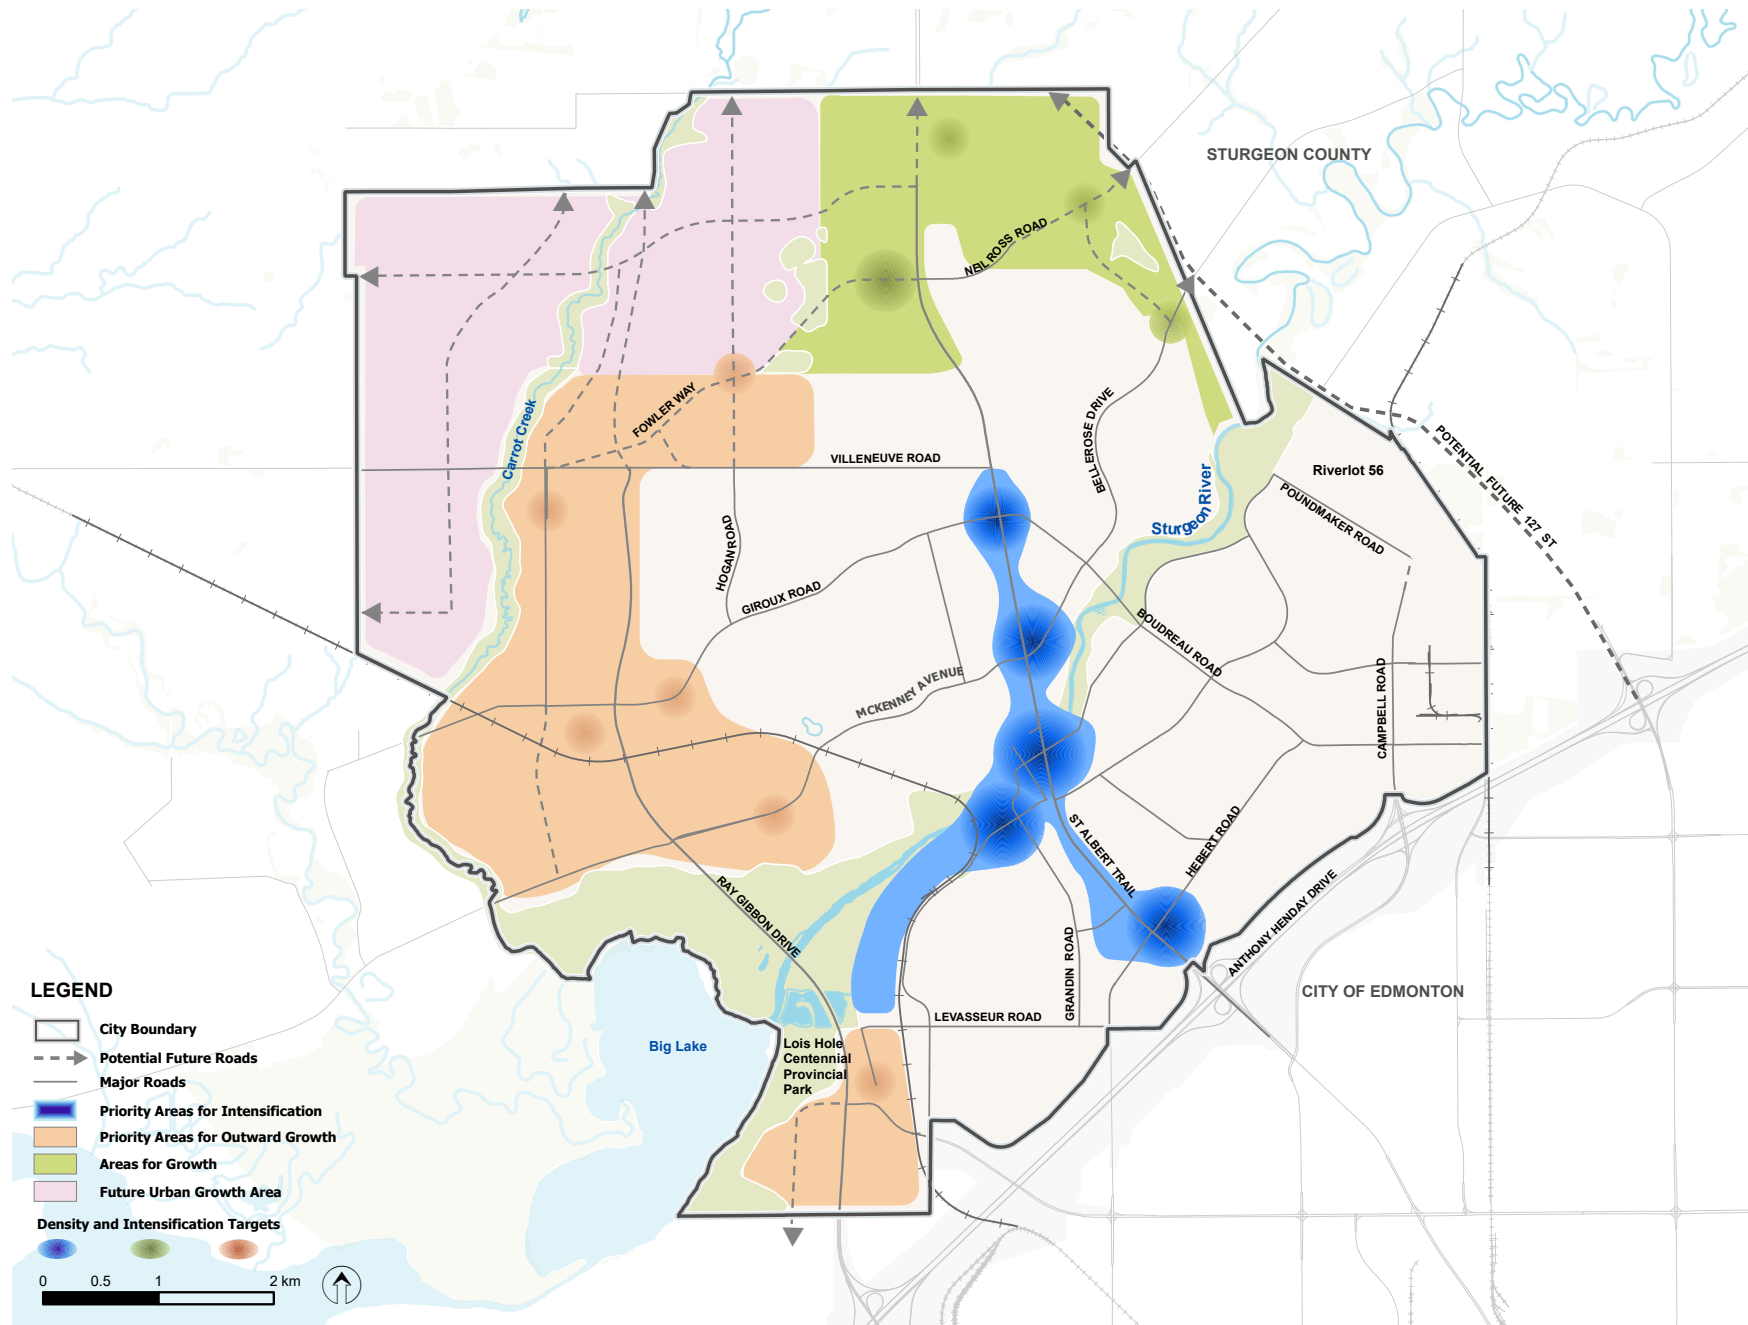 STURGEON COUNTY
NEIL ROSS ROAD
FOWLER WAY
BELLEROSE DRIVE
Carrot Creek
VILLENEUVE ROAD
Riverlot 56
POTENTIAL FUTURE 127 ST
Sturgeon River
POUNDMAKER ROAD
HOGAN ROAD
GIROUX ROAD
BOUDREAU ROAD
MCKENNEY AVENUE
CAMPBELL ROAD
ST ALBERT TRAIL
HEBERT ROAD
RAY GIBBON DRIVE
ANTHONY HENDAY DRIVE
GRANDIN ROAD
CITY OF EDMONTON
LEVASSEUR ROAD
Big Lake
Lois Hole
Centennial
Provincial
Park
LEGEND
City Boundary
Potential Future Roads
Major Roads
Priority Areas for Intensification
Priority Areas for Outward Growth
Areas for Growth
Future Urban Growth Area
Density and Intensification Targets
0 0.5 1 2 km